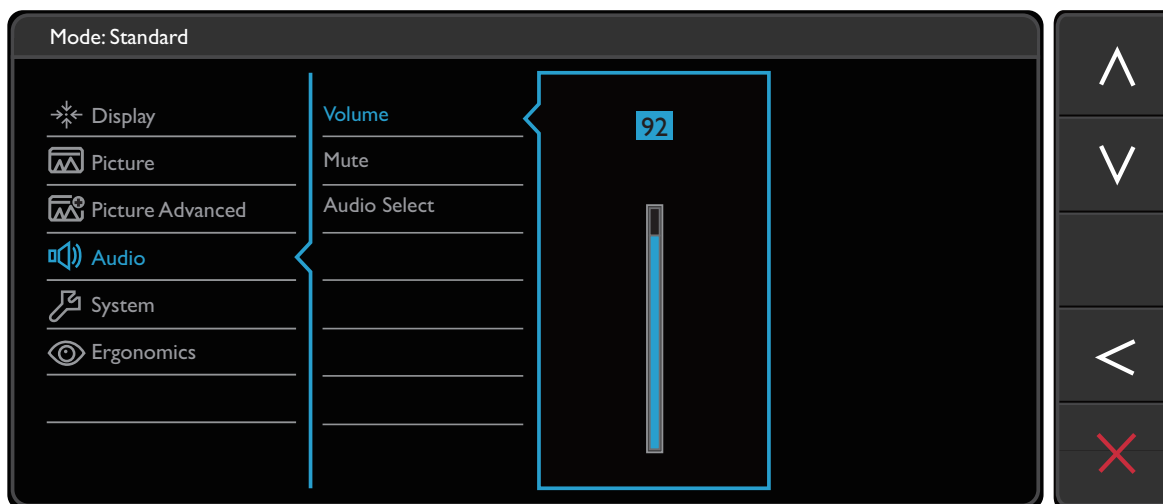 Mode: Standard
Display
Picture
Picture Advanced
Audio
System
Ergonomics
Volume
Mute
Audio Select
92